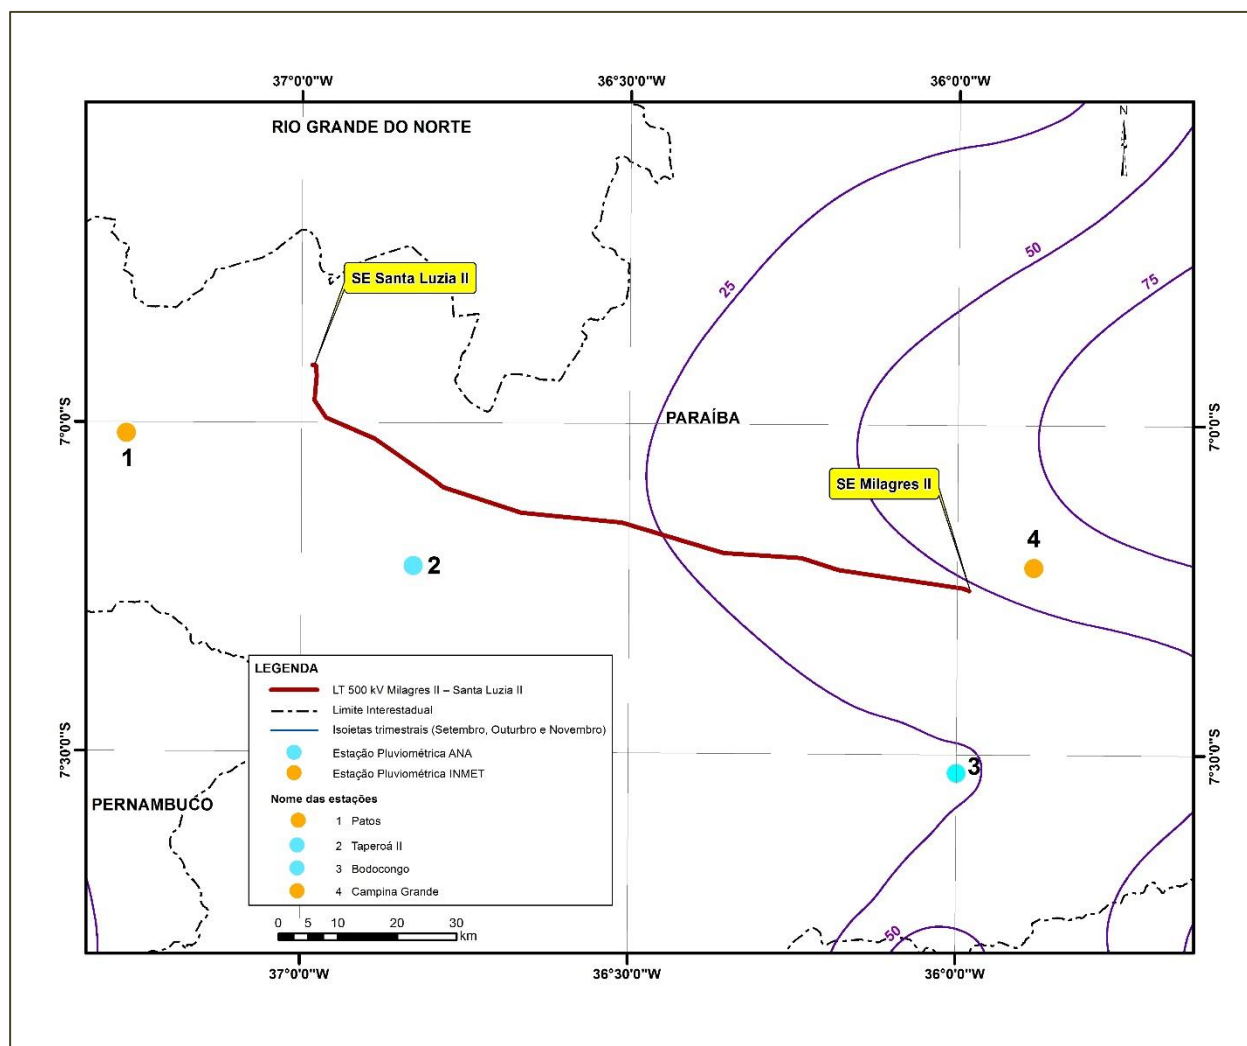 37°0'0"W 36°30'0"W 36°0'0"W
RIO GRANDE DO NORTE
N
50
SE Santa Luzia II
25
75
PARAÍBA
7°0'0"S 7°0'0"S
1
SE Milagres II
4
2
LEGENDA
LT 500 kV Milagres II – Santa Luzia II
Limite Interestadual
Isoietas trimestrais (Setembro, Outurbro e Novembro)
Estação Pluviométrica ANA
Estação Pluviométrica INMET
Nome das estações
1 Patos
2 Taperoá II
3 Bodocongo
4 Campina Grande
0 5 10 20 30
km
7°30'0"S 7°30'0"S
3
PERNAMBUCO
50
37°0'0"W 36°30'0"W 36°0'0"W